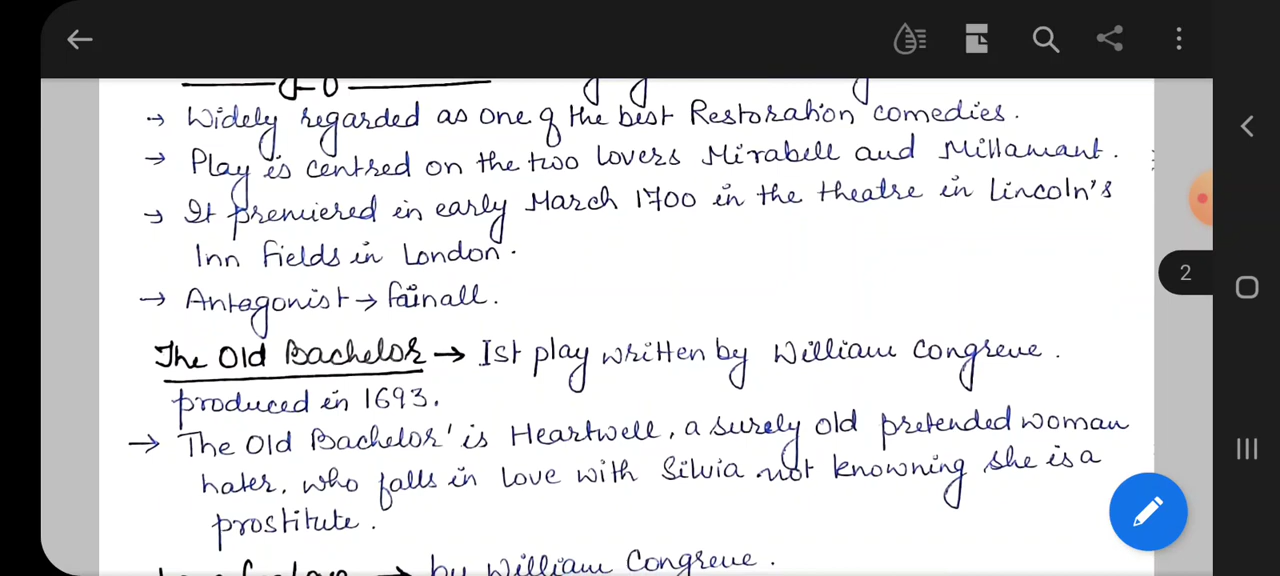 → Widely regarded as one of the best Restoration comedies.
→ Play is centred on the two lovers Mirabell and Millamant.
→ It premiered in early March 1700 in the theatre in Lincoln's
Inn Fields in London.
→ Antagonist → Fainall.
The Old Bachelor → Ist play written by William Congreve.
produced in 1693.
→ The Old Bachelor' is Heartwell, a surely old pretended woman
hater, who falls in love with Silvia not knowning she is a
prostitute.
→ by William Congreve.
2